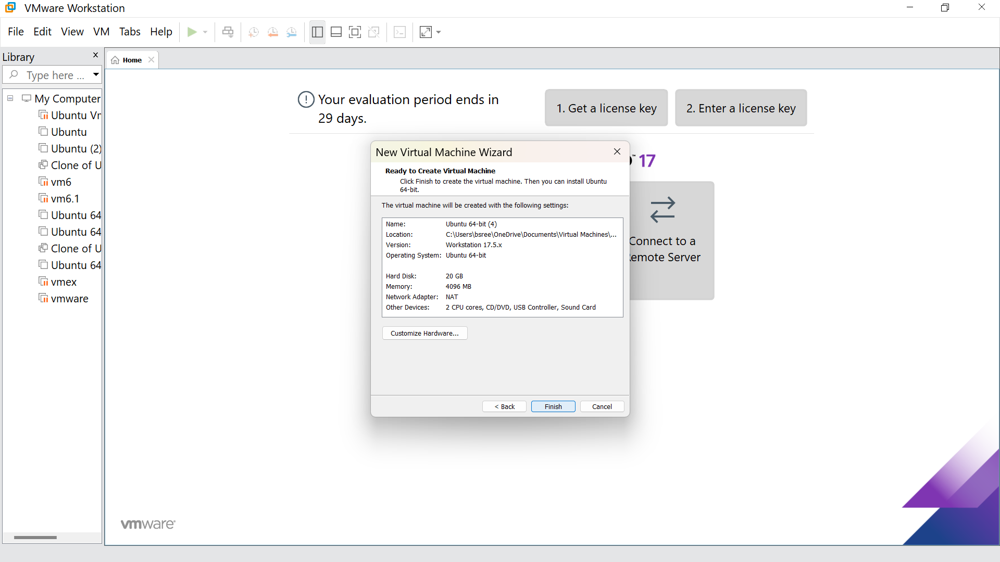 VMware Workstation
File Edit View VM Tabs Help
Library
Type here ...
My Computer
Ubuntu Vr
Ubuntu
Ubuntu (2)
Clone of U
vm6
vm6.1
Ubuntu 64
Ubuntu 64
Clone of U
Ubuntu 64
vmex
vmware
Home
Your evaluation period ends in
29 days.
1. Get a license key
2. Enter a license key
™ 17
Connect to a
emote Server
New Virtual Machine Wizard
Ready to Create Virtual Machine
Click Finish to create the virtual machine. Then you can install Ubuntu
64-bit.
The virtual machine will be created with the following settings:
Name: Ubuntu 64-bit (4)
Location: C:\Users\bsree\OneDrive\Documents\Virtual Machines\...
Version: Workstation 17.5.x
Operating System: Ubuntu 64-bit
Hard Disk: 20 GB
Memory: 4096 MB
Network Adapter: NAT
Other Devices: 2 CPU cores, CD/DVD, USB Controller, Sound Card
Customize Hardware...
< Back
Finish
Cancel
vmware®